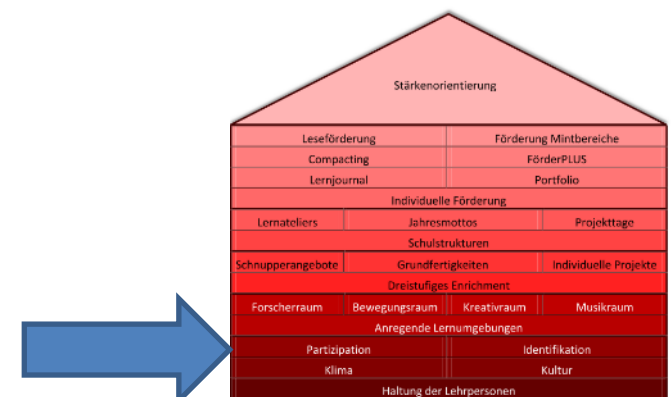 Stärkenorientierung
Leseförderung Förderung Mintbereiche
Compacting FörderPLUS
Lernjournal Portfolio
Individuelle Förderung
Lernateliers Jahresmottos Projekttage
Schulstrukturen
Schnupperangebote Grundfertigkeiten Individuelle Projekte
Dreistufiges Enrichment
Forscherraum Bewegungsraum Kreativraum Musikraum
Anregende Lernumgebungen
Partizipation Identifikation
Klima Kultur
Haltung der Lehrpersonen